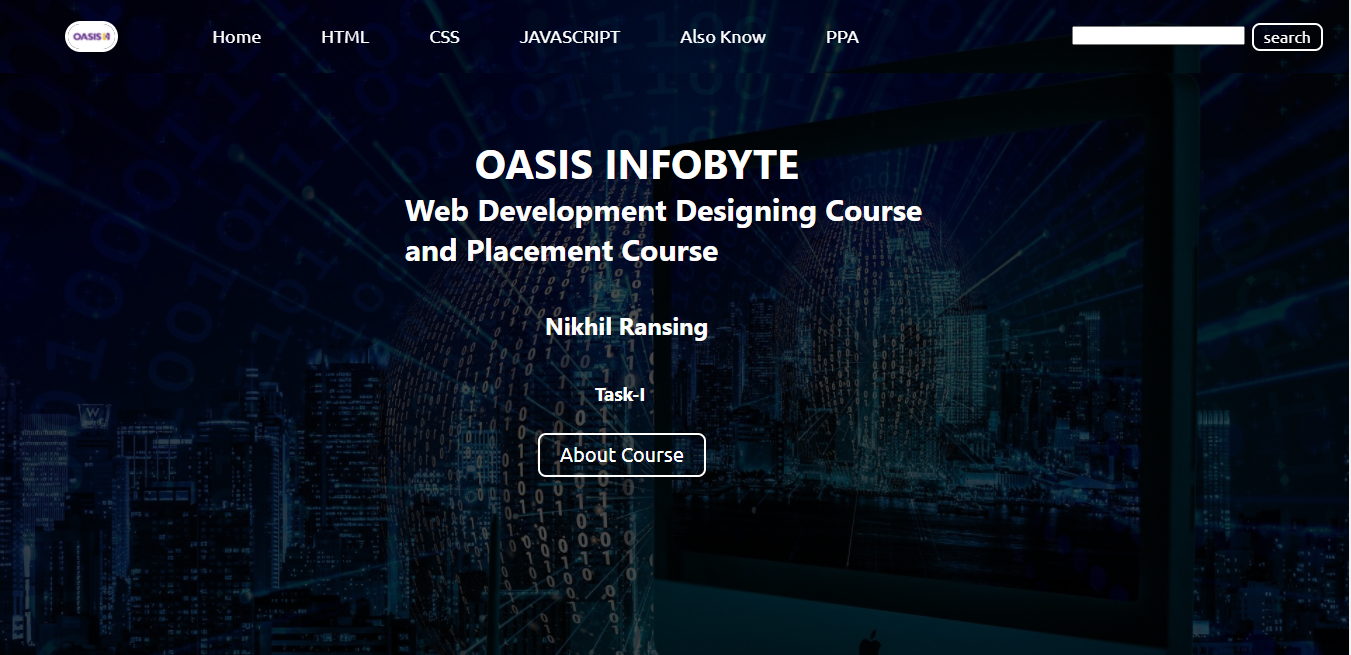 OASIS
Home
HTML
CSS
JAVASCRIPT
Also Know
PPA
search
OASIS INFOBYTE
Web Development Designing Course
and Placement Course
Nikhil Ransing
Task-I
About Course